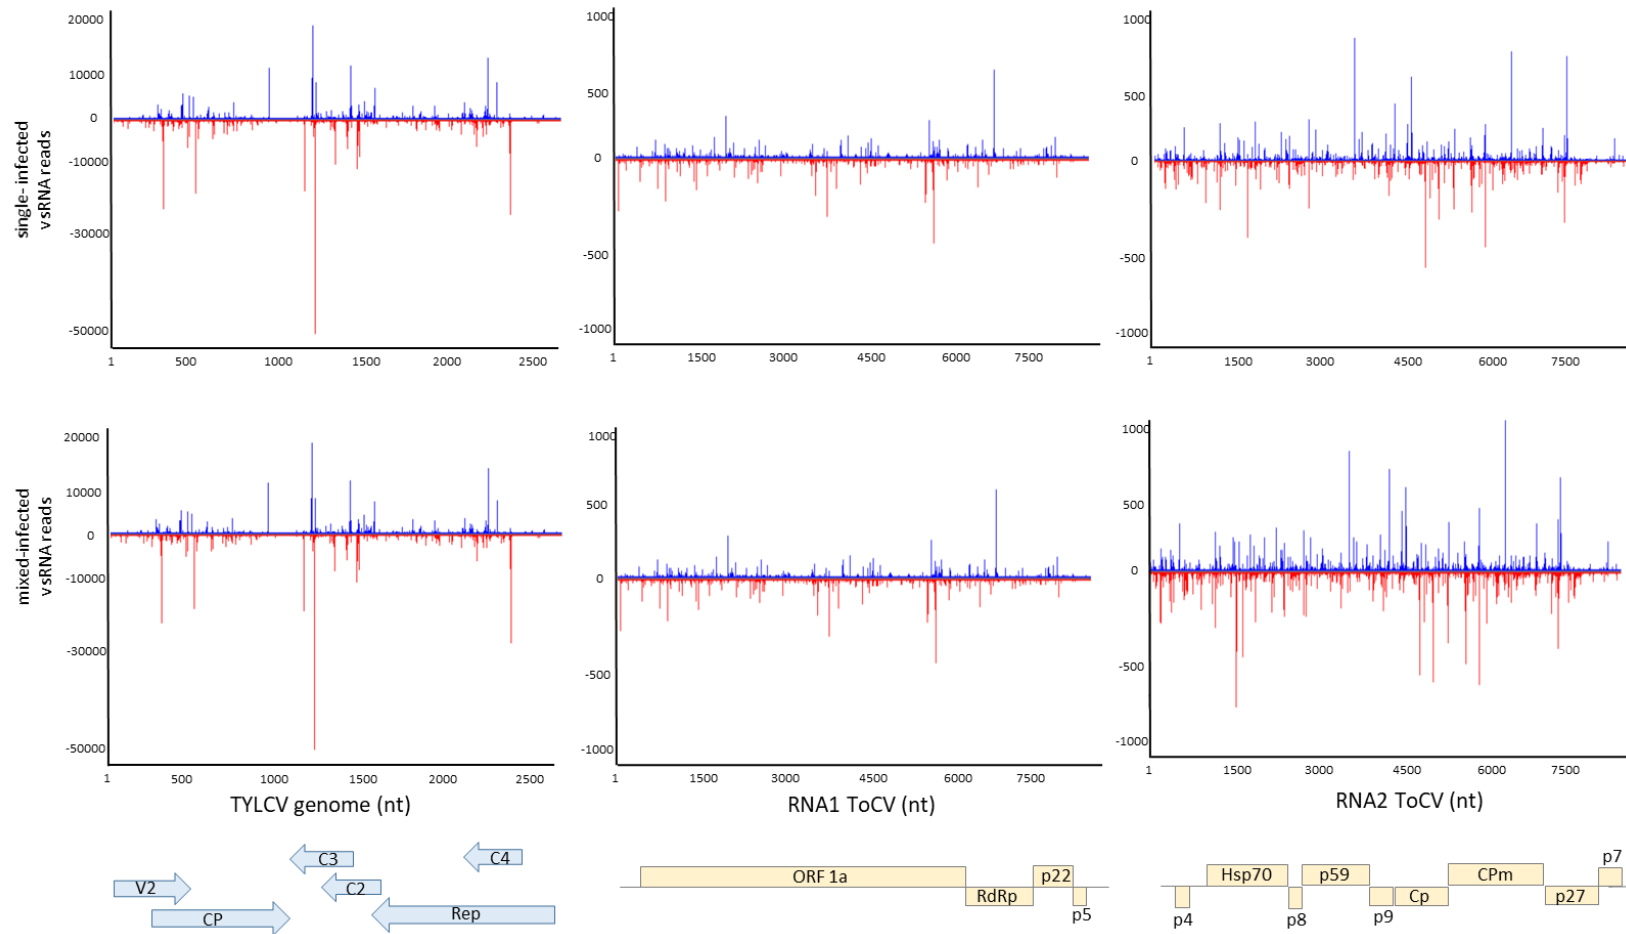 single- infected
vsRNA reads
20000
10000
0
-10000
-30000
-50000
1 500 1000 1500 2000 2500
1000
500
0
-500
-1000
1 1500 3000 4500 6000 7500
1000
500
0
-500
-1000
1 1500 3000 4500 6000 7500
mixed-infected
vsRNA reads
20000
10000
0
-10000
-30000
-50000
1 500 1000 1500 2000 2500
TYLCV genome (nt)
1000
500
0
-500
-1000
1 1500 3000 4500 6000 7500
RNA1 ToCV (nt)
1000
500
0
-500
-1000
1 1500 3000 4500 6000 7500
RNA2 ToCV (nt)
C3 C4
V2 C2
CP Rep
ORF 1a p22
RdRp
p5
p7
Hsp70 p59 CPm
p9 Cp p27
p4 p8